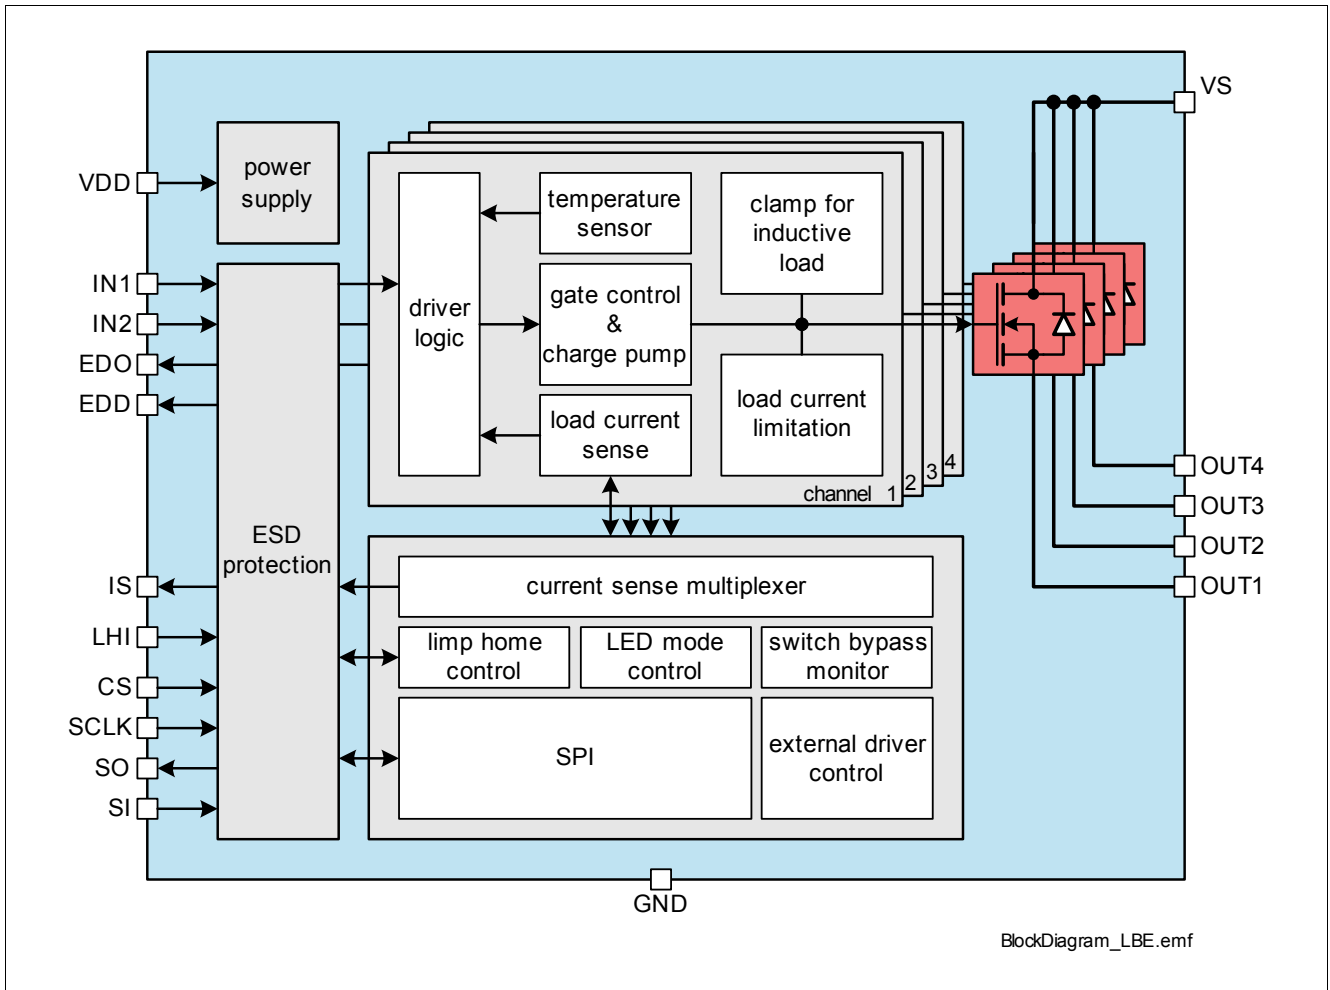 VS
VDD
power
supply
temperature
sensor
clamp for
inductive
load
IN1
IN2
EDO
EDD
driver
logic
gate control
&
charge pump
load current
sense
load current
limitation
channel 1
2
3
4
OUT4
OUT3
OUT2
OUT1
ESD
protection
IS
LHI
CS
SCLK
SO
SI
current sense multiplexer
limp home
control
LED mode
control
switch bypass
monitor
SPI
external driver
control
GND
BlockDiagram_LBE.emf